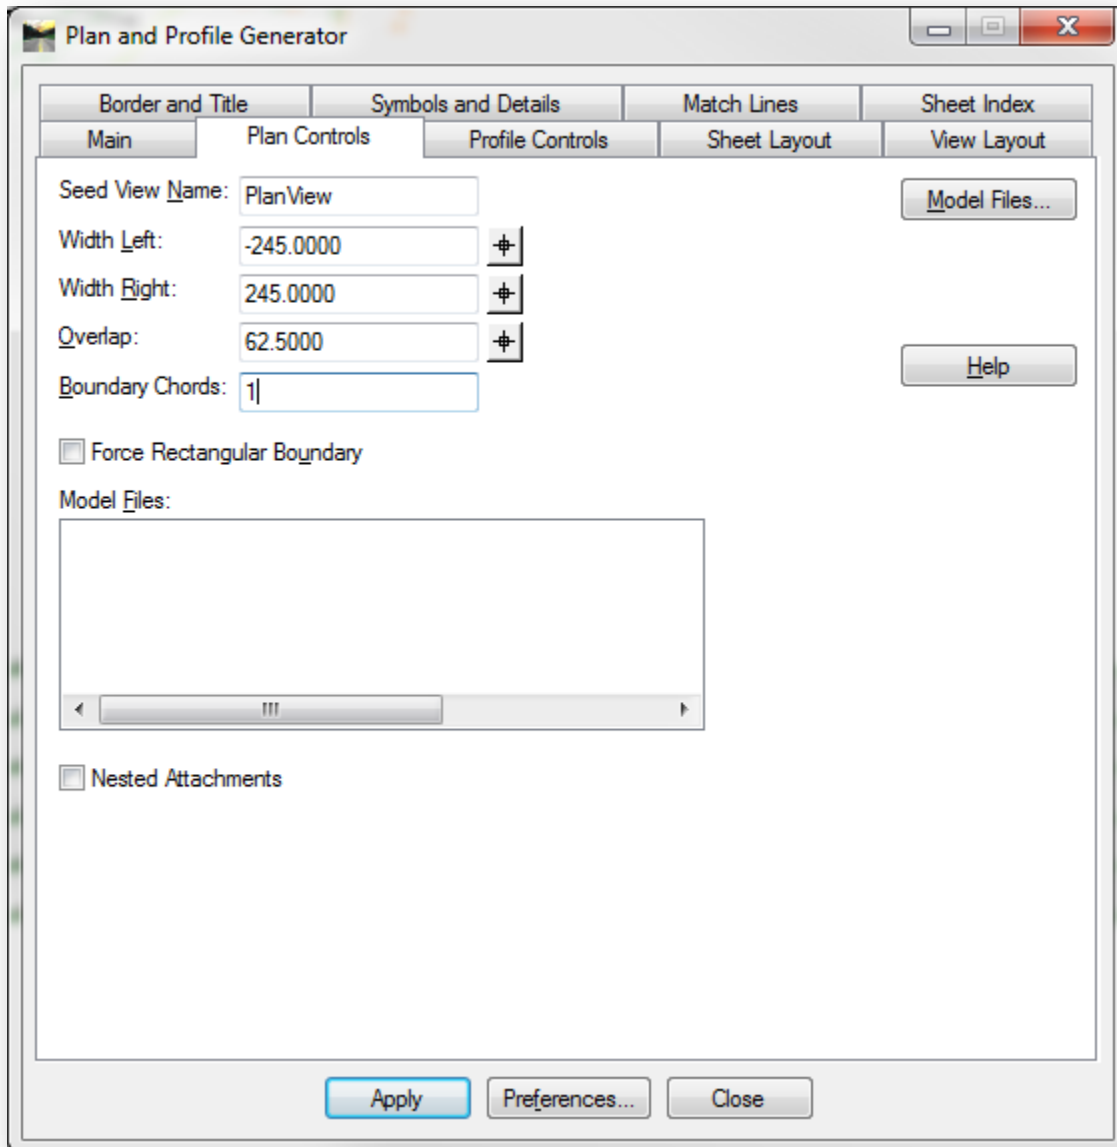 Plan and Profile Generator
Border and Title Symbols and Details Match Lines Sheet Index
Main Plan Controls Profile Controls Sheet Layout View Layout
Seed View Name: PlanView Model Files...
Width Left: -245.0000
Width Right: 245.0000
Overlap: 62.5000
Help
Boundary Chords: 1
Force Rectangular Boundary
Model Files:
Nested Attachments
Apply Preferences... Close